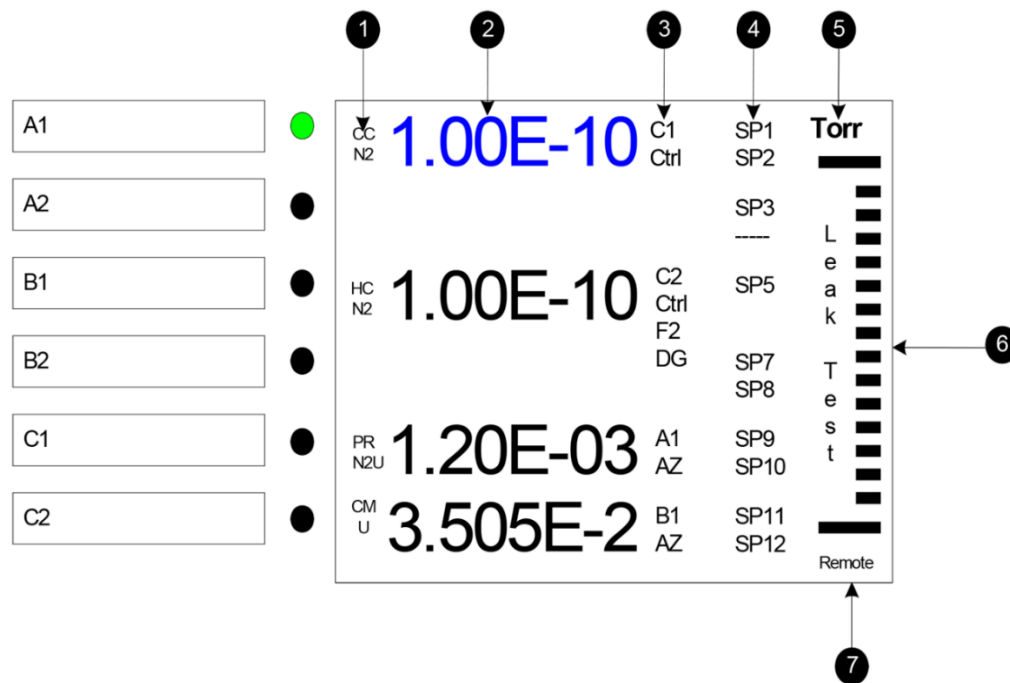 1 2 3 4 5
A1
A2
B1
B2
C1
C2
CC
N2
1.00E-10
C1
Ctrl
SP1
SP2
SP3
-----
HC
N2
1.00E-10
C2
Ctrl
F2
DG
SP5
SP7
SP8
PR
N2U
1.20E-03
A1
AZ
SP9
SP10
CM
U
3.505E-2
B1
AZ
SP11
SP12
Torr
Leak Test
Remote
6
7